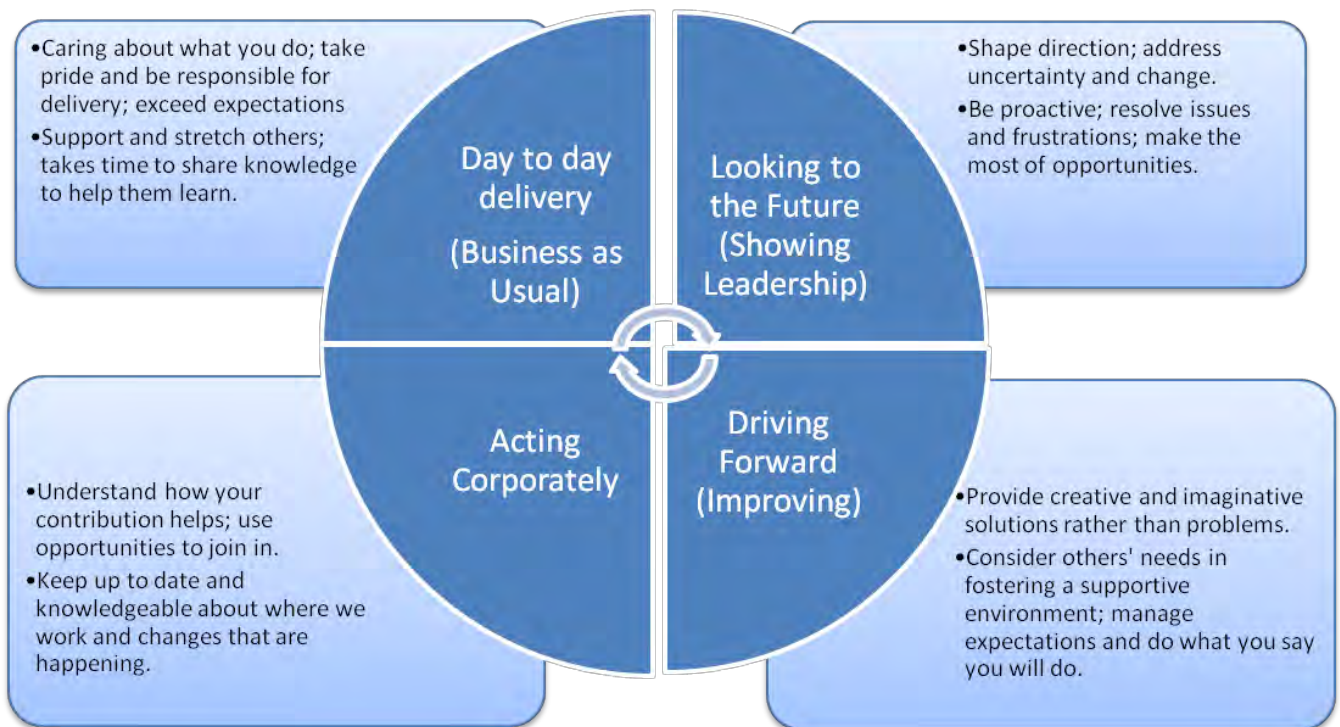 •Caring about what you do; take
pride and be responsible for
delivery; exceed expectations
•Support and stretch others;
takes time to share knowledge
to help them learn.
Day to day
delivery
(Business as
Usual)
Looking to
the Future
(Showing
Leadership)
•Shape direction; address
uncertainty and change.
•Be proactive; resolve issues
and frustrations; make the
most of opportunities.
•Understand how your
contribution helps; use
opportunities to join in.
•Keep up to date and
knowledgeable about where we
work and changes that are
happening.
Acting
Corporately
Driving
Forward
(Improving)
•Provide creative and imaginative
solutions rather than problems.
•Consider others' needs in
fostering a supportive
environment; manage
expectations and do what you say
you will do.